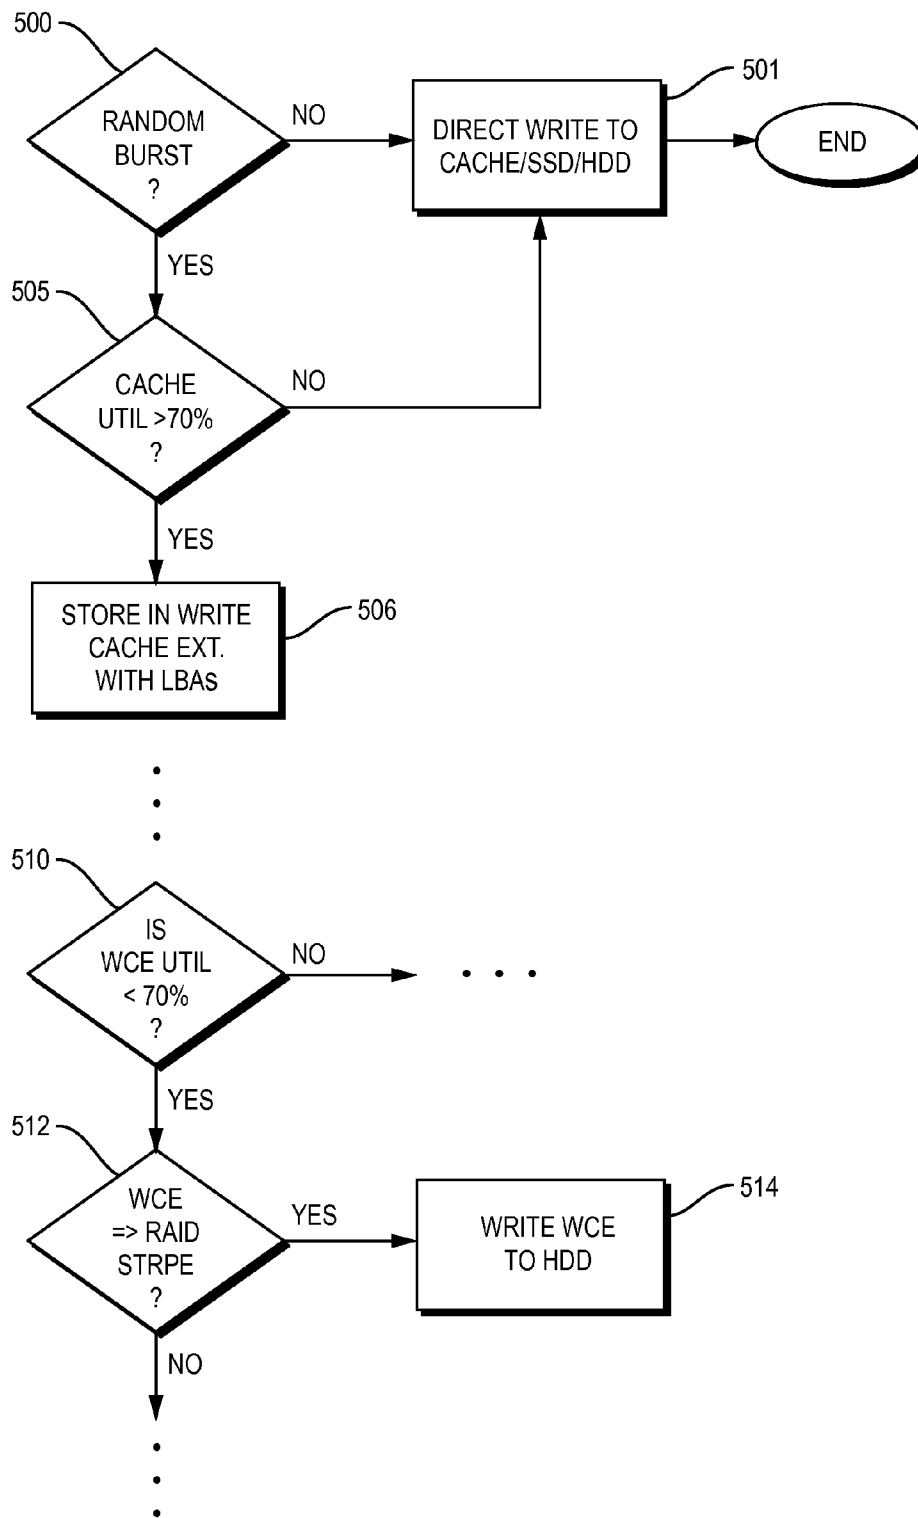 500
RANDOM
BURST
?
NO
DIRECT WRITE TO
CACHE/SSD/HDD
501
END
YES
505
CACHE
UTIL >70%
?
NO
YES
STORE IN WRITE
CACHE EXT.
WITH LBAs
506
510
IS
WCE UTIL
< 70%
?
NO
YES
512
WCE
=> RAID
STRPE
?
YES
WRITE WCE
TO HDD
514
NO